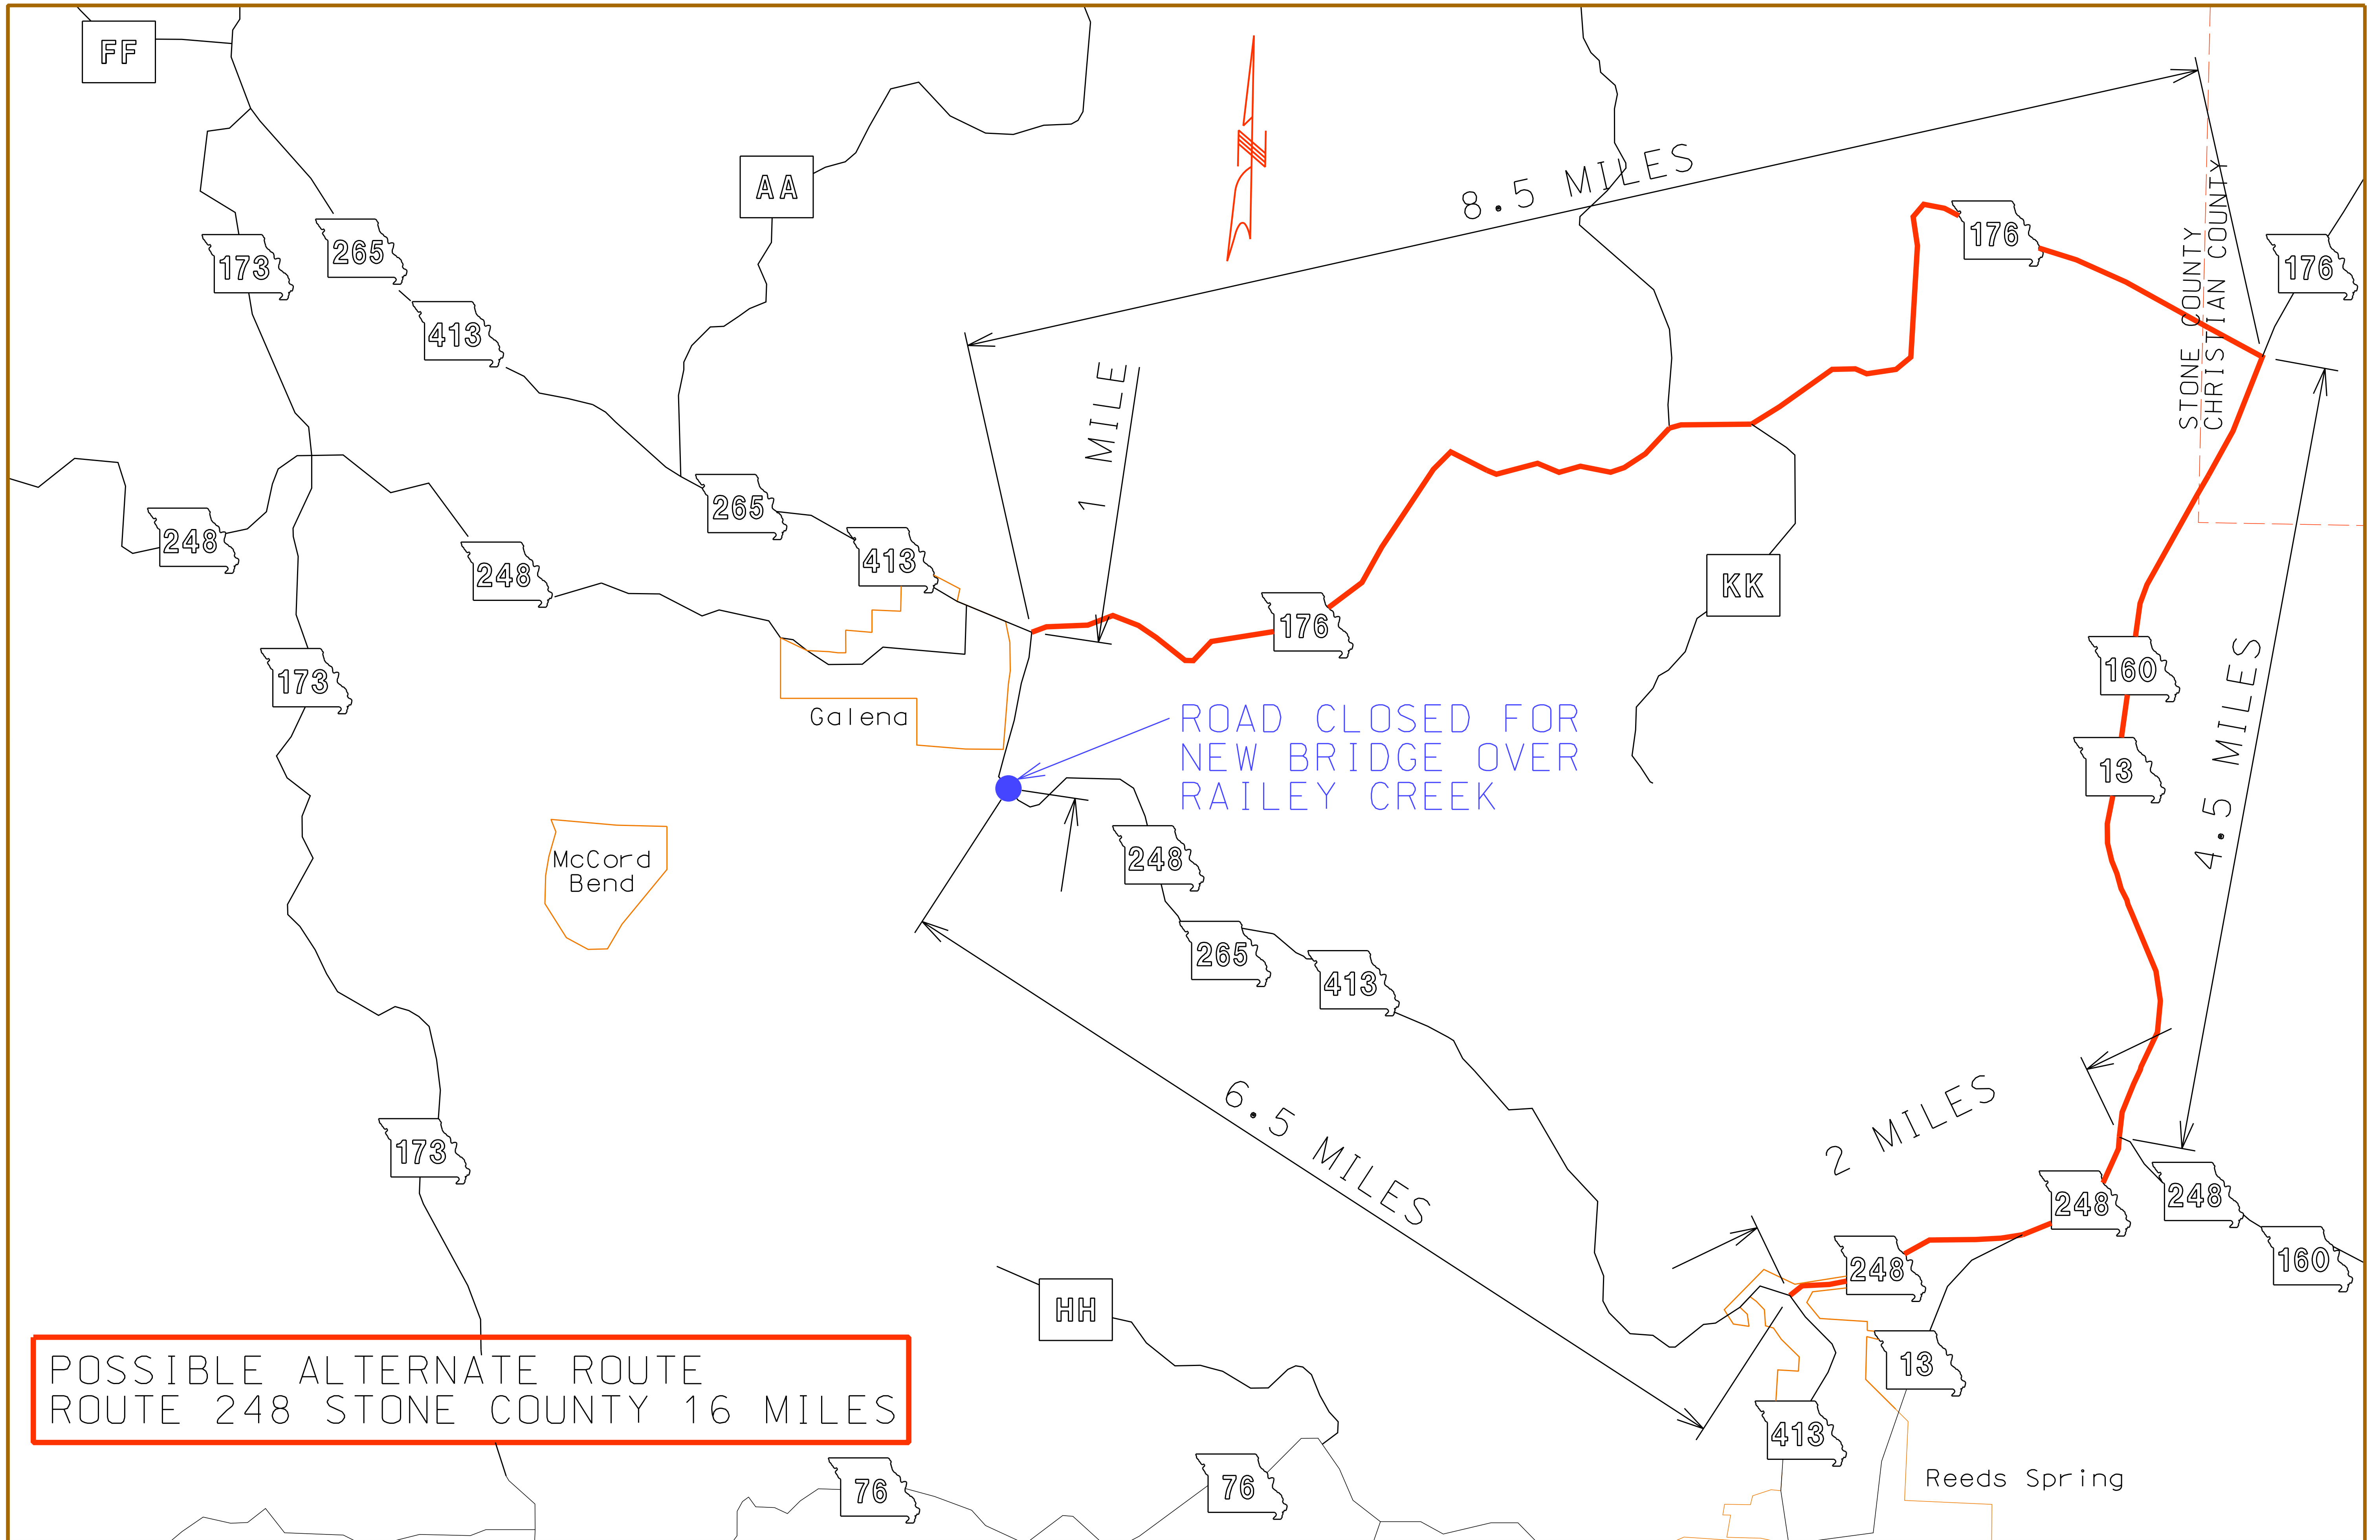 FF
AA
8.5 MILES
176
STONE COUNTY
CHRISTIAN COUNTY
176
173
265
413
1 MILE
265
248
413
248
KK
176
160
173
Galena
ROAD CLOSED FOR
NEW BRIDGE OVER
RAILEY CREEK
13
4.5 MILES
McCord
Bend
248
265
413
6.5 MILES
2 MILES
173
248
248
160
248
HH
13
POSSIBLE ALTERNATE ROUTE
ROUTE 248 STONE COUNTY 16 MILES
413
76
76
Reeds Spring
N